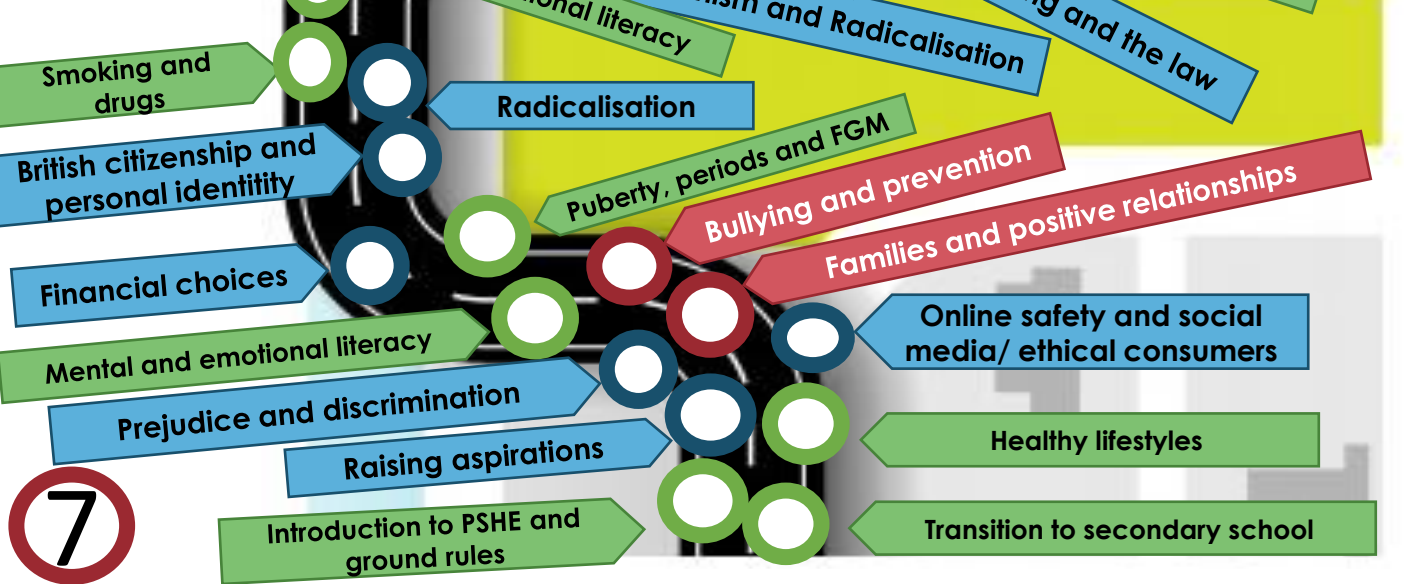 onal literacy
and Radicalisation
and the law
Smoking and
drugs
Radicalisation
British citizenship and
personal identitity
Puberty, periods and FGM
Bullying and prevention
Families and positive relationships
Financial choices
Online safety and social
media/ ethical consumers
Mental and emotional literacy
Prejudice and discrimination
Healthy lifestyles
Raising aspirations
7
Introduction to PSHE and
ground rules
Transition to secondary school